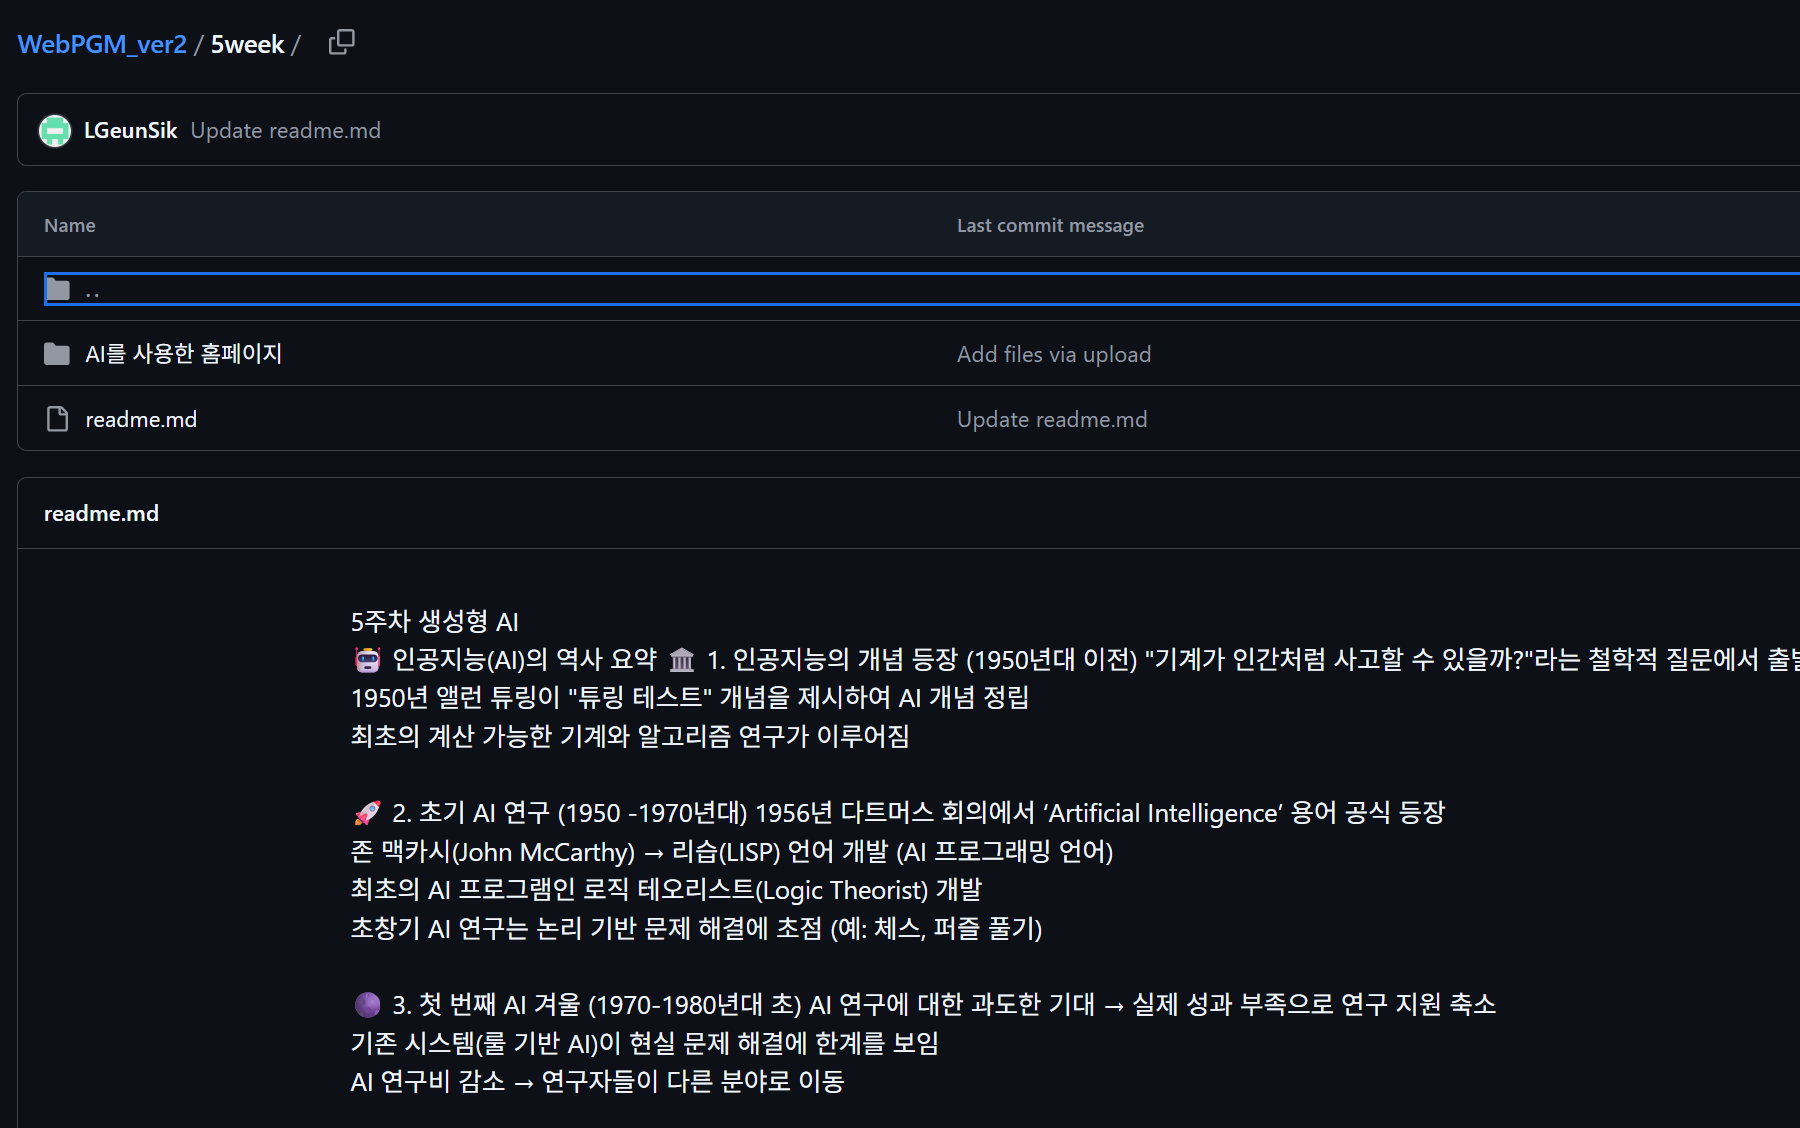 WebPGM_ver2 / 5week /
LGeunSik Update readme.md
Name Last commit message
..
AI를 사용한 홈페이지 Add files via upload
readme.md Update readme.md
readme.md
5주차 생성형 AI
🤖 인공지능(AI)의 역사 요약 🏛️ 1. 인공지능의 개념 등장 (1950년대 이전) "기계가 인간처럼 사고할 수 있을까?"라는 철학적 질문에서
1950년 앨런 튜링이 "튜링 테스트" 개념을 제시하여 AI 개념 정립
최초의 계산 가능한 기계와 알고리즘 연구가 이루어짐
🚀 2. 초기 AI 연구 (1950 -1970년대) 1956년 다트머스 회의에서 ‘Artificial Intelligence’ 용어 공식 등장
존 맥카시(John McCarthy) → 리습(LISP) 언어 개발 (AI 프로그래밍 언어)
최초의 AI 프로그램인 로직 테오리스트(Logic Theorist) 개발
초창기 AI 연구는 논리 기반 문제 해결에 초점 (예: 체스, 퍼즐 풀기)
🌑 3. 첫 번째 AI 겨울 (1970-1980년대 초) AI 연구에 대한 과도한 기대 → 실제 성과 부족으로 연구 지원 축소
기존 시스템(룰 기반 AI)이 현실 문제 해결에 한계를 보임
AI 연구비 감소 → 연구자들이 다른 분야로 이동